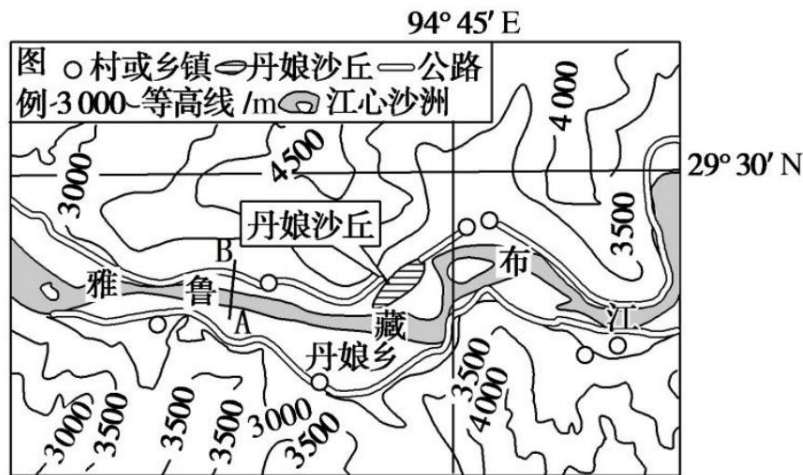 94° 45′ E
图 村或乡镇 丹娘沙丘 公路
例 3 000 等高线 /m 江心沙洲
4 000
29° 30′ N
3000
4500
3500
丹娘沙丘
B
雅 鲁 藏 布 江
A
丹娘乡
3000
3500
3500
3500
3000
3500
3500
4000